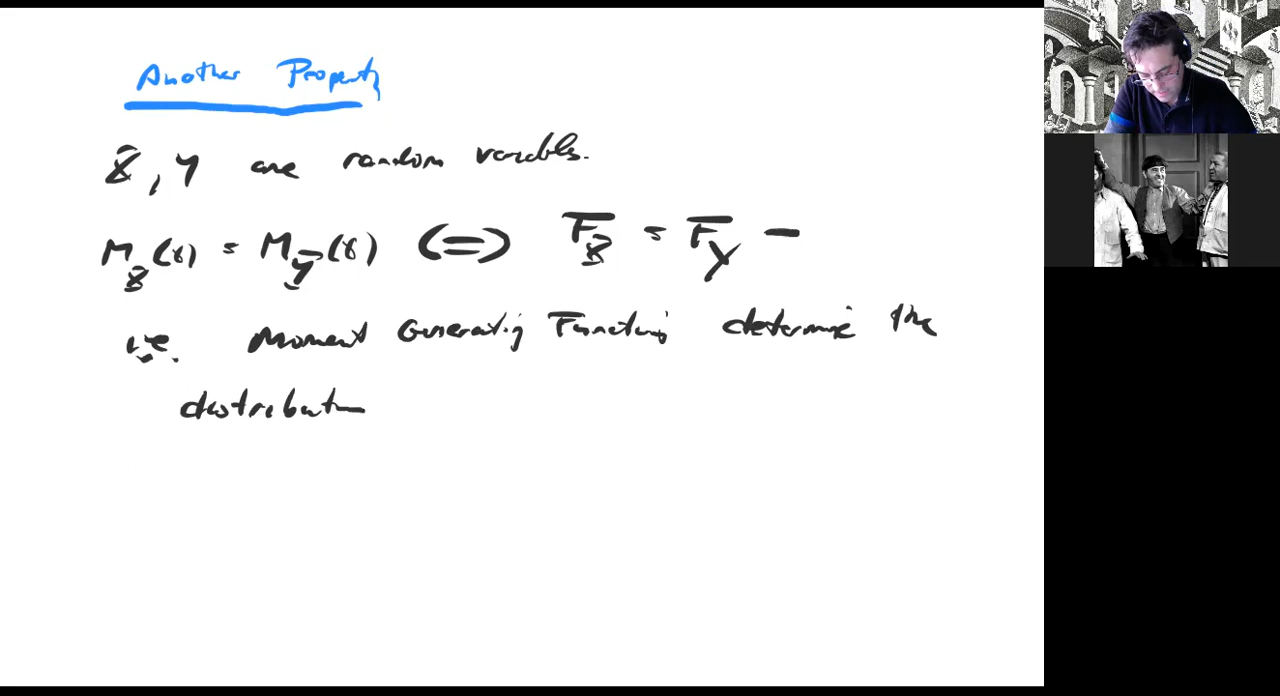 Another Property
X, Y are random variables.
M_X(t) = M_Y(t) (=) F_X = F_Y -
i.e. Moment Generating Functions determine the
distribution